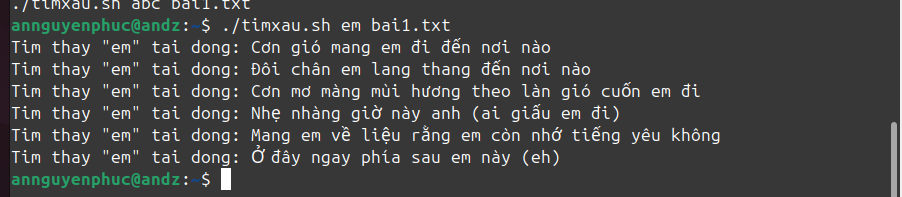 ./timxau.sh abc bai1.txt
annguyenphuc@andz:~$ ./timxau.sh em bai1.txt
Tim thay "em" tai dong: Cơn gió mang em đi đến nơi nào
Tim thay "em" tai dong: Đôi chân em lang thang đến nơi nào
Tim thay "em" tai dong: Cơn mơ màng mùi hương theo làn gió cuốn em đi
Tim thay "em" tai dong: Nhẹ nhàng giờ này anh (ai giấu em đi)
Tim thay "em" tai dong: Mang em về liệu rằng em còn nhớ tiếng yêu không
Tim thay "em" tai dong: Ở đây ngay phía sau em này (eh)
annguyenphuc@andz:~$